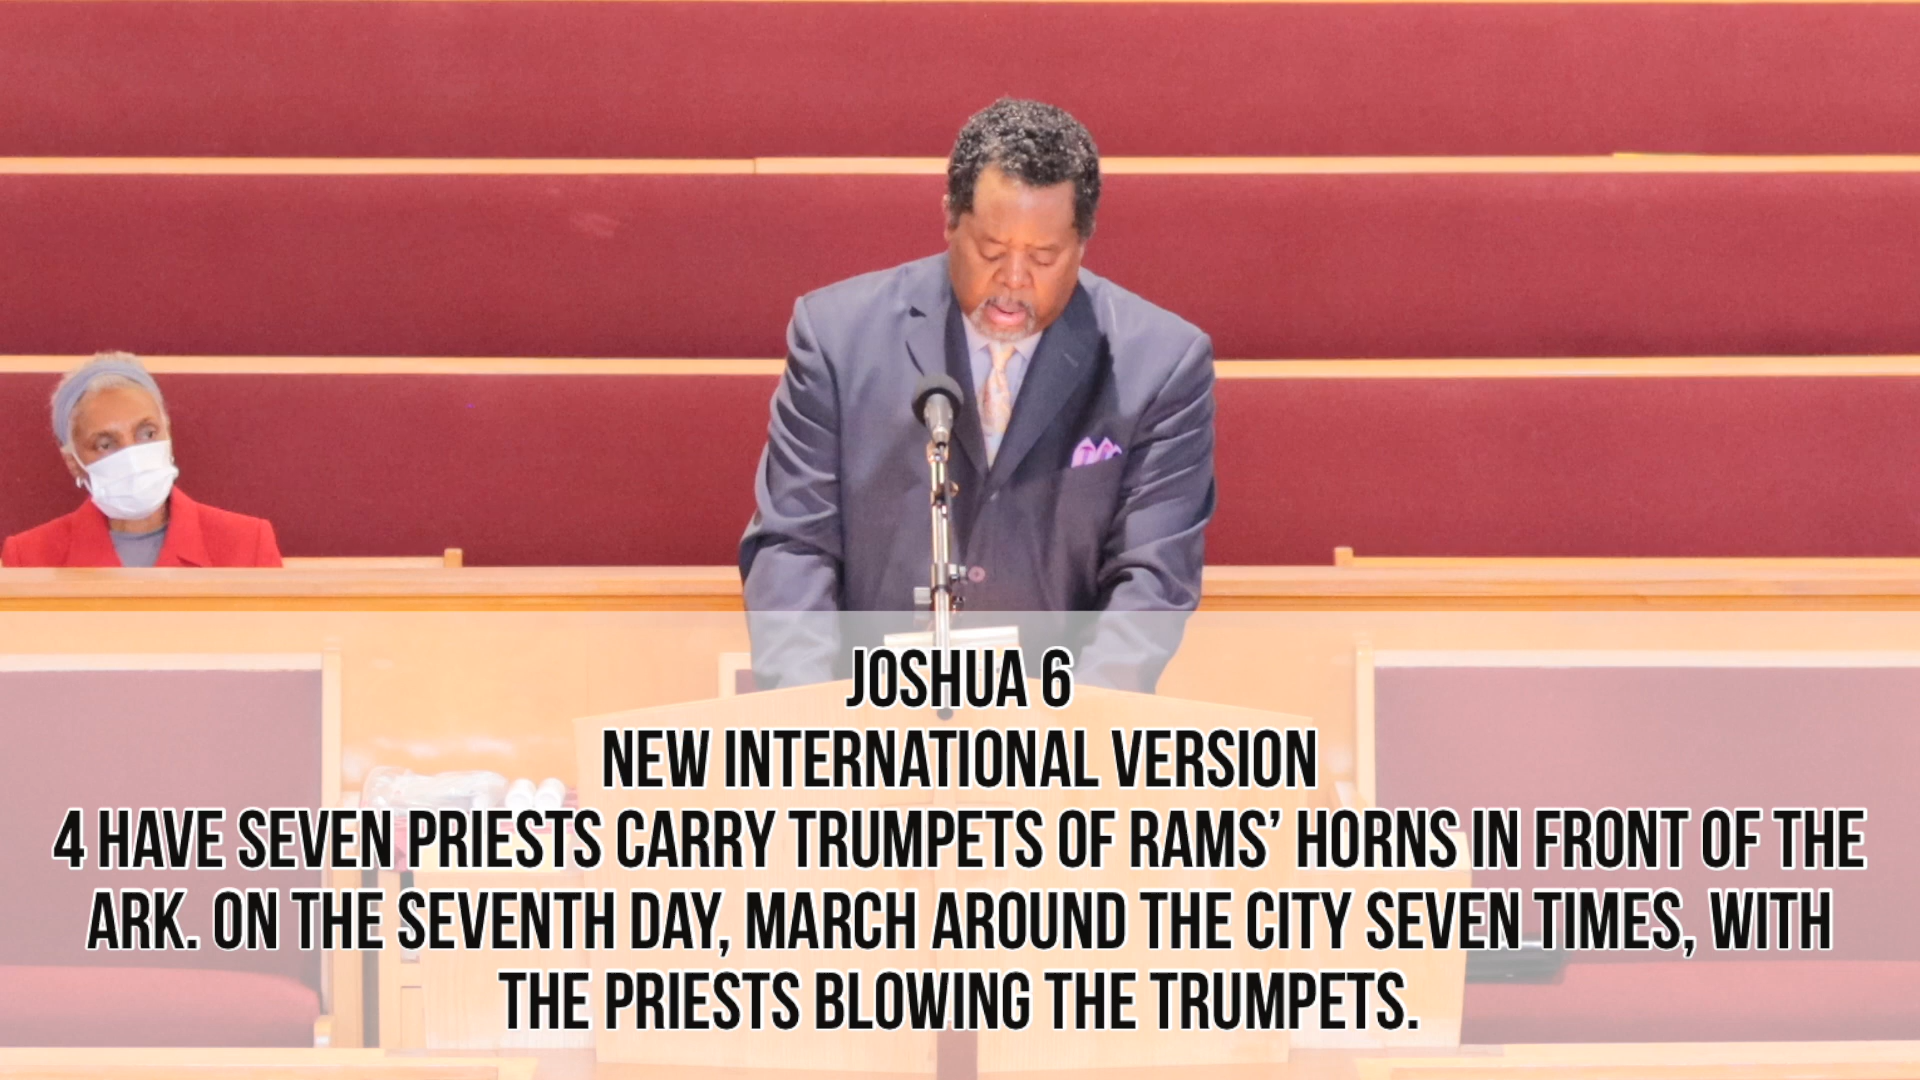 JOSHUA 6
NEW INTERNATIONAL VERSION
4 HAVE SEVEN PRIESTS CARRY TRUMPETS OF RAMS’ HORNS IN FRONT OF THE
ARK. ON THE SEVENTH DAY, MARCH AROUND THE CITY SEVEN TIMES, WITH
THE PRIESTS BLOWING THE TRUMPETS.